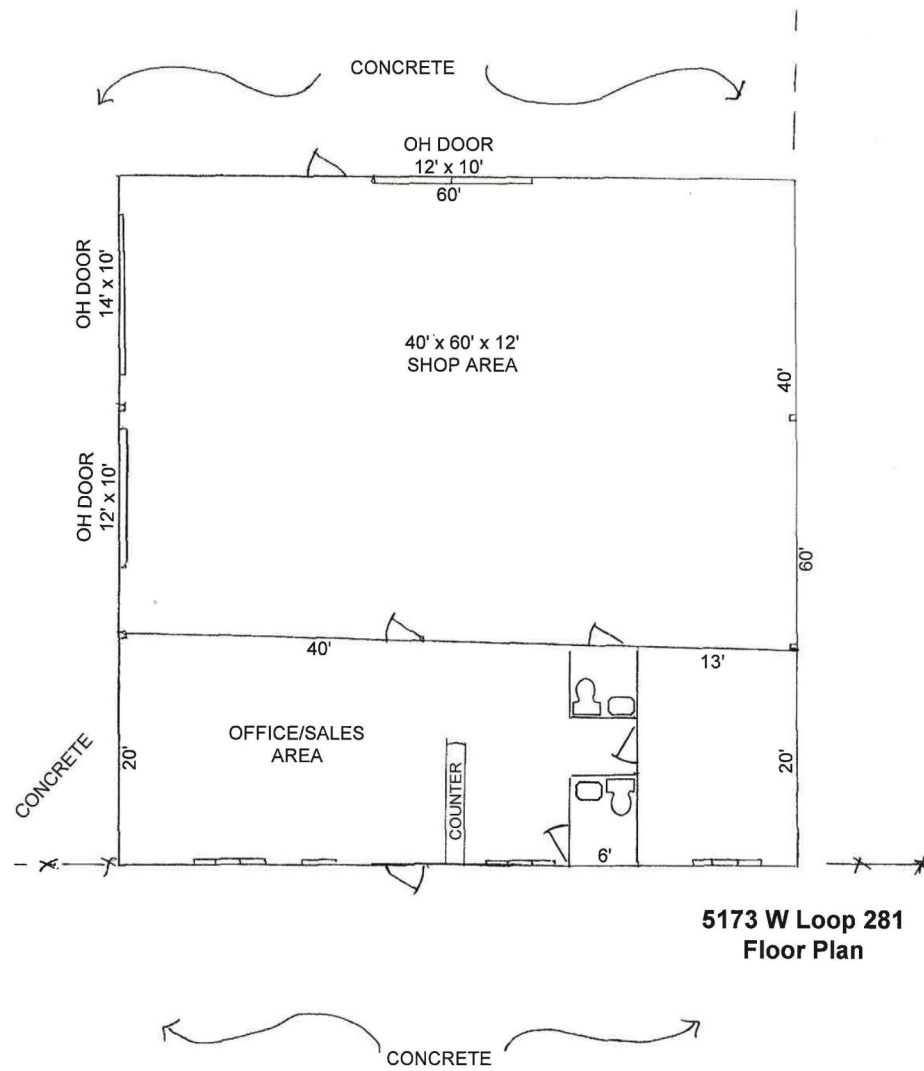 CONCRETE
OH DOOR
12' x 10'
60'
OH DOOR
14' x 10'
40' x 60' x 12'
SHOP AREA
40'
OH DOOR
12' x 10'
60'
40'
13'
OFFICE/SALES
AREA
CONCRETE
20'
COUNTER
20'
6'
5173 W Loop 281
Floor Plan
CONCRETE